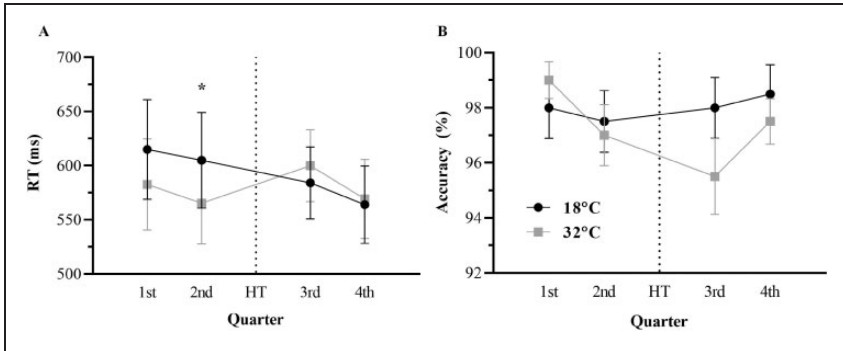 A
700
*
650
600
550
500
RT (ms)
1st 2nd HT 3rd 4th
Quarter
B
100
98
96
94
92
Accuracy (%)
18°C
32°C
1st 2nd HT 3rd 4th
Quarter